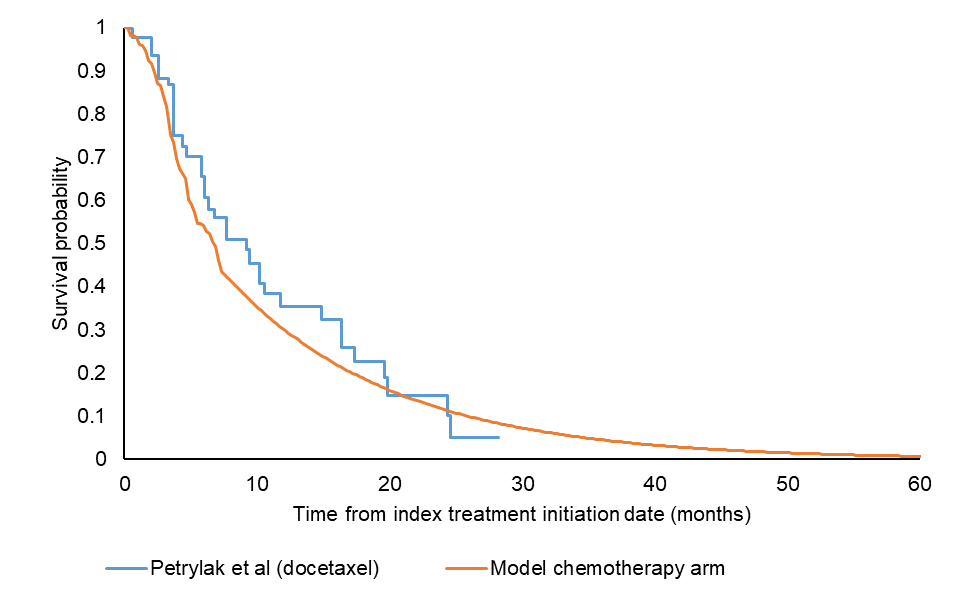 1
0.9
0.8
0.7
0.6
0.5
0.4
0.3
0.2
0.1
0
Survival probability
0 10 20 30 40 50 60
Time from index treatment initiation date (months)
Petrylak et al (docetaxel) Model chemotherapy arm